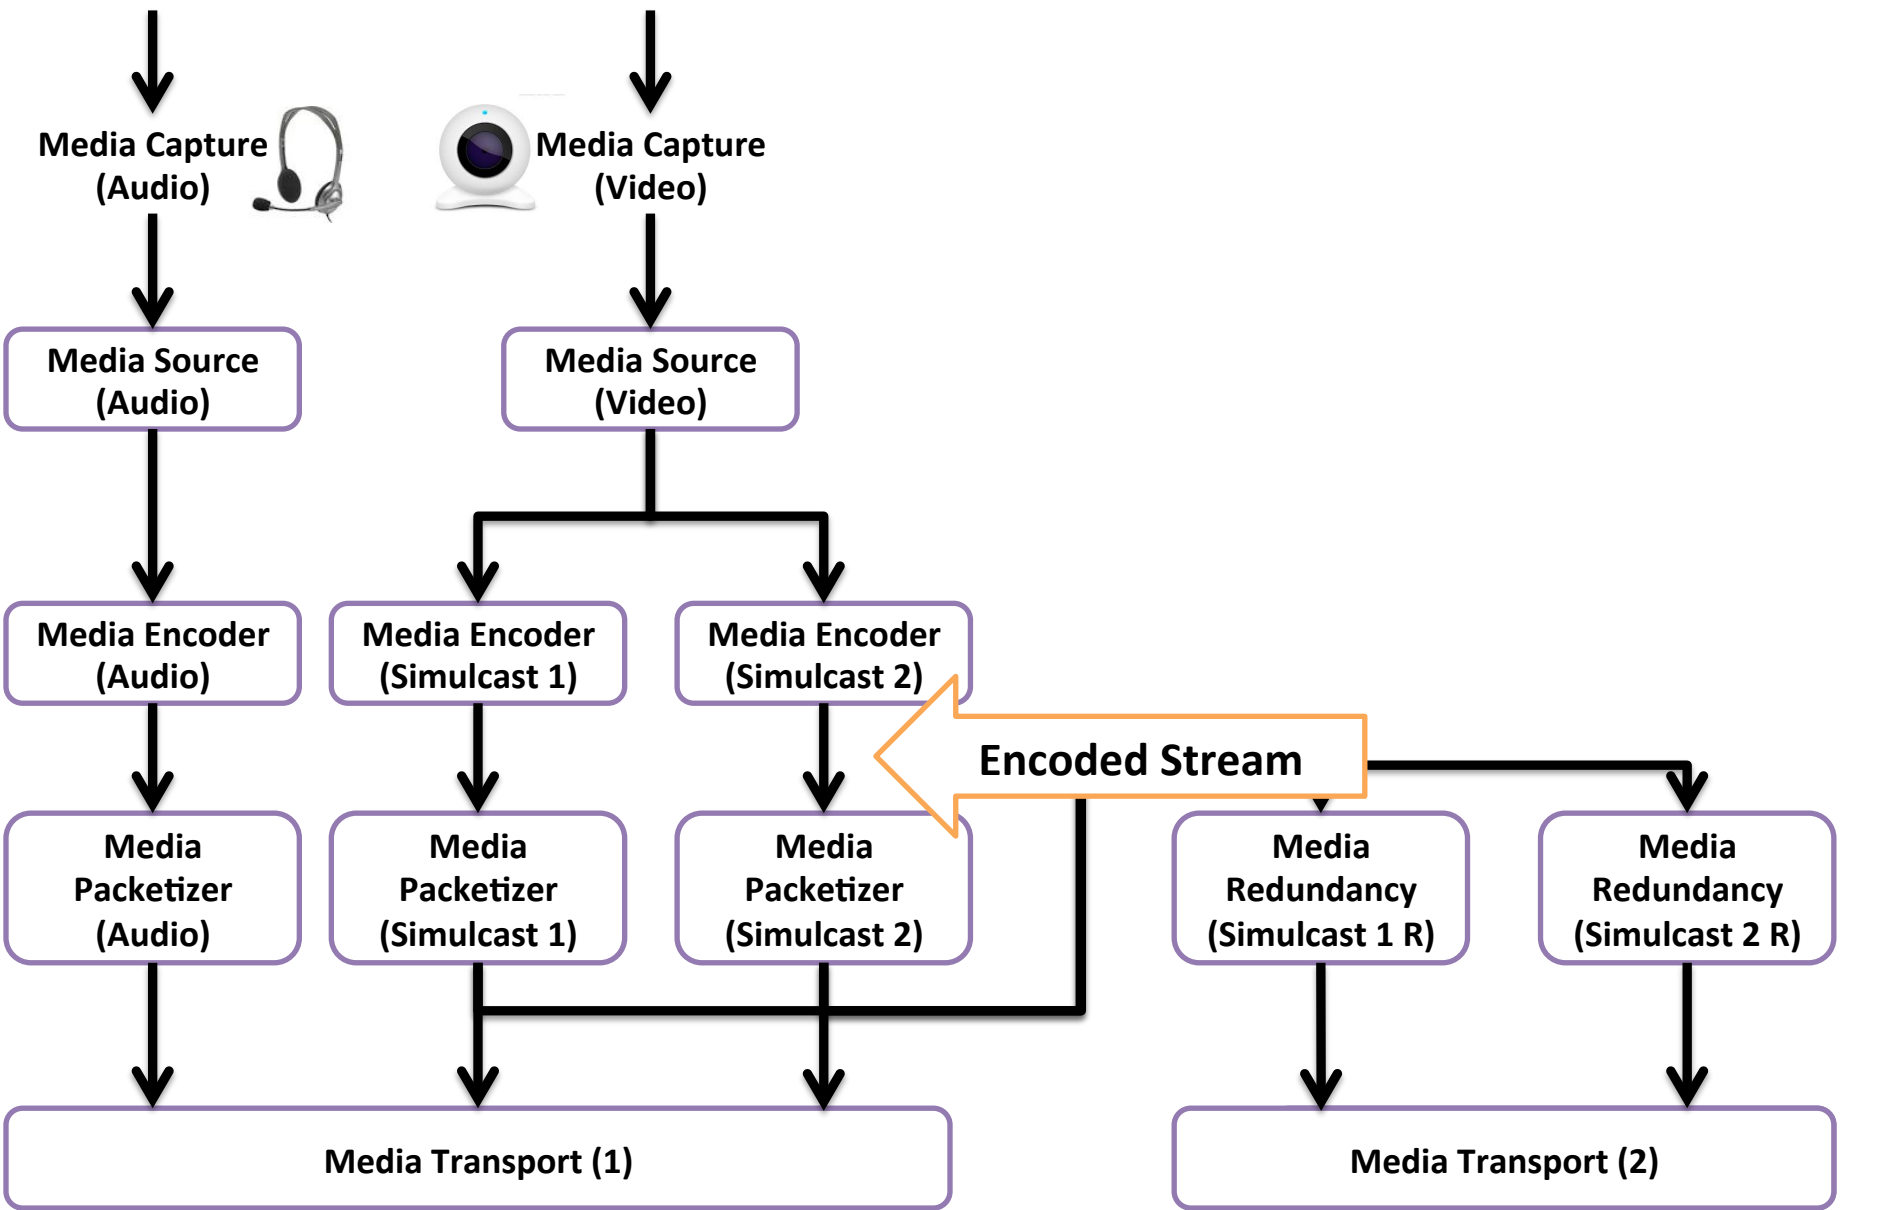 Media Capture
(Audio)
Media Capture
(Video)
Media Source
(Audio)
Media Source
(Video)
Media Encoder
(Audio)
Media Encoder
(Simulcast 1)
Media Encoder
(Simulcast 2)
Encoded Stream
Media
Packetizer
(Audio)
Media
Packetizer
(Simulcast 1)
Media
Packetizer
(Simulcast 2)
Media
Redundancy
(Simulcast 1 R)
Media
Redundancy
(Simulcast 2 R)
Media Transport (1)
Media Transport (2)